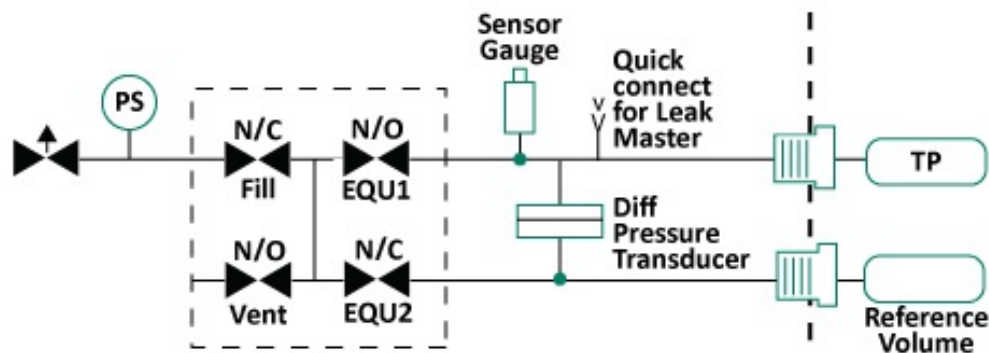 Sensor
Gauge
Quick
connect
for Leak
Master
PS
N/C
N/O
Fill
EQU1
TP
N/O
N/C
Vent
EQU2
Diff
Pressure
Transducer
Reference
Volume